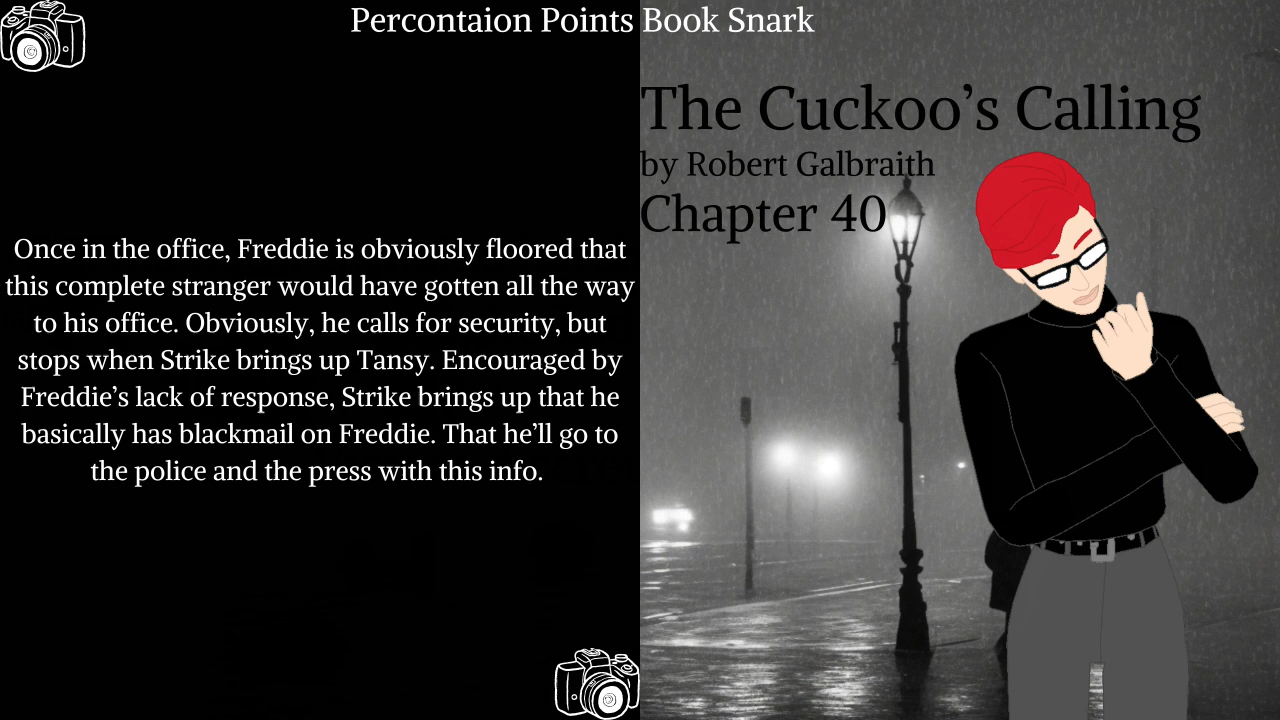 Percontaion Points Book Snark
The Cuckoo’s Calling
by Robert Galbraith
Chapter 40
Once in the office, Freddie is obviously floored that
this complete stranger would have gotten all the way
to his office. Obviously, he calls for security, but
stops when Strike brings up Tansy. Encouraged by
Freddie’s lack of response, Strike brings up that he
basically has blackmail on Freddie. That he’ll go to
the police and the press with this info.